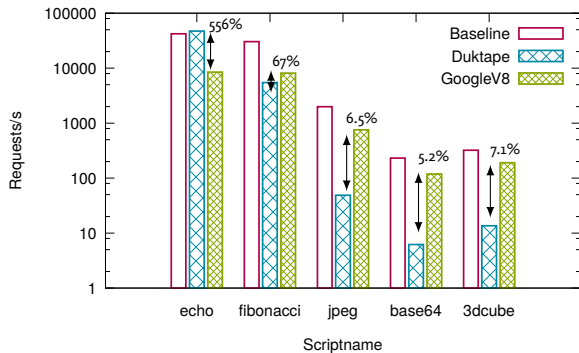 100000
10000
1000
100
10
1
Requests/s
556%
67%
6.5%
5.2%
7.1%
Baseline
Duktape
GoogleV8
echo fibonacci jpeg base64 3dcube
Scriptname